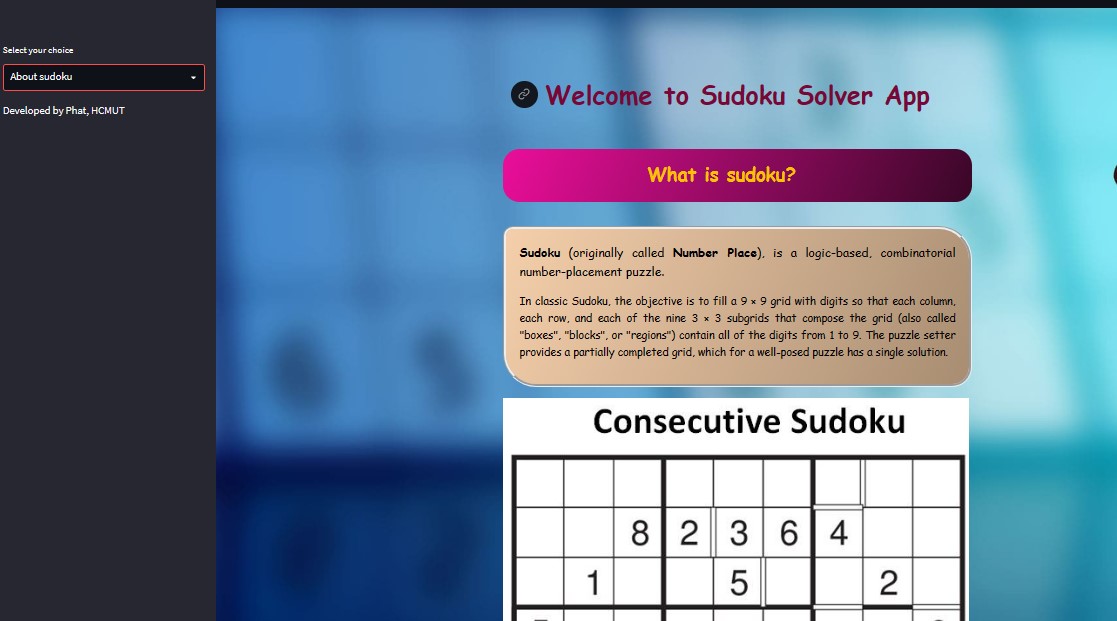 Select your choice
About sudoku
Developed by Phat, HCMUT
Welcome to Sudoku Solver App
What is sudoku?
Sudoku (originally called Number Place), is a logic-based, combinatorial
number-placement puzzle.
In classic Sudoku, the objective is to fill a 9 × 9 grid with digits so that each column,
each row, and each of the nine 3 × 3 subgrids that compose the grid (also called
"boxes", "blocks", or "regions") contain all of the digits from 1 to 9. The puzzle setter
provides a partially completed grid, which for a well-posed puzzle has a single solution.
Consecutive Sudoku
8 2 3 6 4
1 5 2